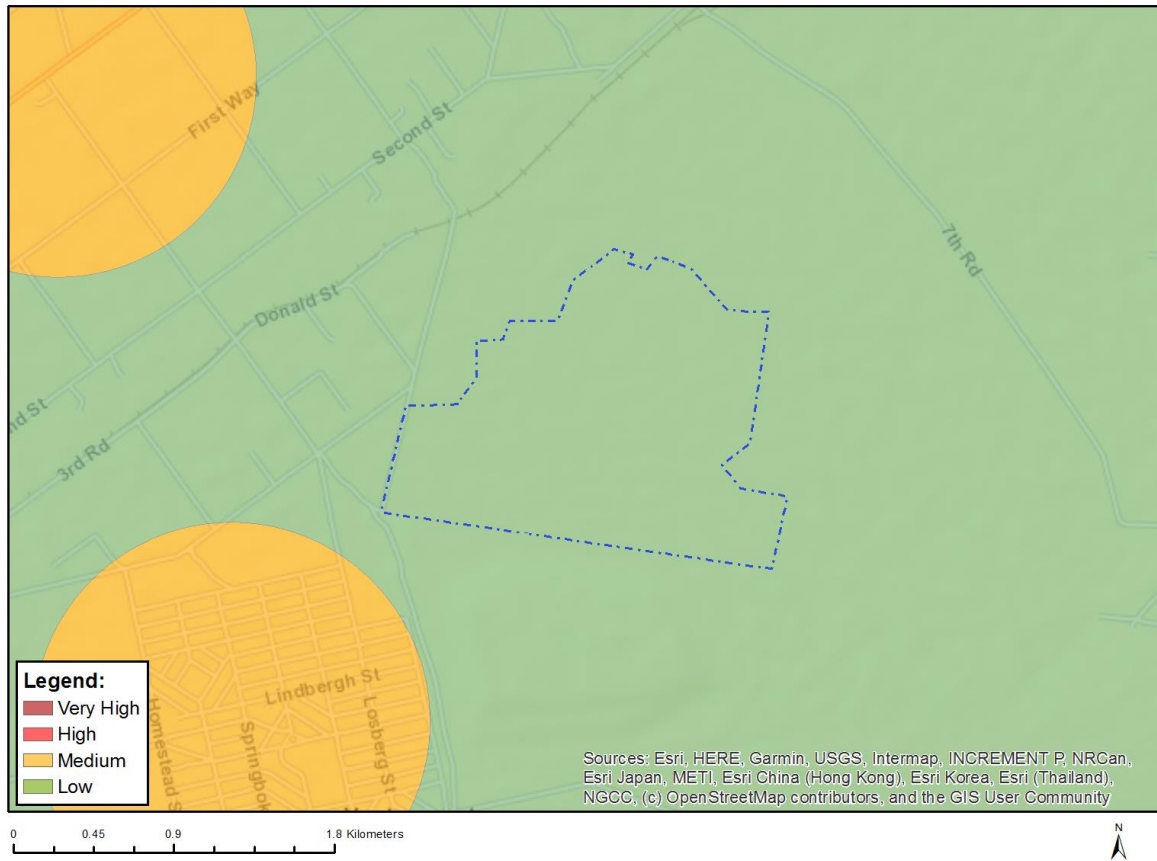 First Way
Second St
7th Rd
Donald St
nd St
3rd Rd
Lindbergh St
Homestead S
Springbok
Losberg St
Legend:
Very High
High
Medium
Low
Sources: Esri, HERE, Garmin, USGS, Intermap, INCREMENT P, NRCan,
Esri Japan, METI, Esri China (Hong Kong), Esri Korea, Esri (Thailand),
NGCC, (c) OpenStreetMap contributors, and the GIS User Community
0 0.45 0.9 1.8 Kilometers
N